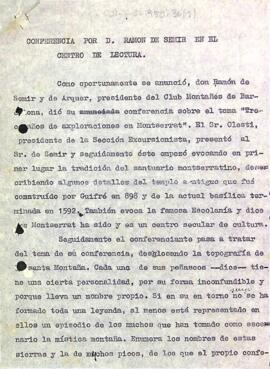 CONFERENCIA POR D. RAMON DE SEMIR EN EL
CENTRO DE LECTURA.
Como oportunamente se anunció, don Ramón de
Semir y de Arquer, presidente del Club Montañés de Bar-
ona, dió su anunciada conferencia sobre el tema "Tre
años de exploraciones en Montserrat". El Sr. Olesti,
presidente de la Sección Excursionista, presentó al
Sr. de Semir y seguidamente éste empezó evocando en pri-
mer lugar la tradición del santuario montserratino, des-
cribiendo algunos detalles del templo antiguo que fué
construido por Guifré en 898 y de la actual basílica ter-
minada en 1592. También evoca la famosa Escolanía y dice
Montserrat ha sido y es un centro secular de cultura.
Seguidamente el conferenciante pasa a tratar
del tema de su conferencia, desglosando la topografía de
santa Montaña. Cada uno de sus peñascos —dice— tie-
ne una cierta personalidad, por su forma inconfundible y
porque lleva un nombre propio. Si en su torno no se ha
formado toda una leyenda, al menos está representado en
ellos un episodio de los muchos que han tomado como esce-
nario la mística montaña. Enumera los nombres de estas
sierras y la de muchos picos, de los que el propio confe-